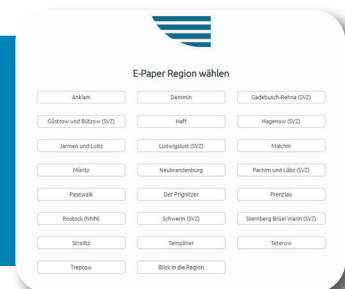 E-Paper Region wählen
Anklam
Demmin
Gadebusch-Rehna (SVZ)
Güstrow und Bützow (SVZ)
Haff
Hagenow (SVZ)
Jarmen und Loitz
Ludwigslust (SVZ)
Malchin
Müritz
Neubrandenburg
Pachim und Lübz (SVZ)
Pasewalk
Der Prignitzer
Prenzlau
Rostock (NNN)
Schwerin (SVZ)
Sternberg Brüel Warin (SVZ)
Strelitz
Templiner
Teterow
Treptow
Blick in die Region